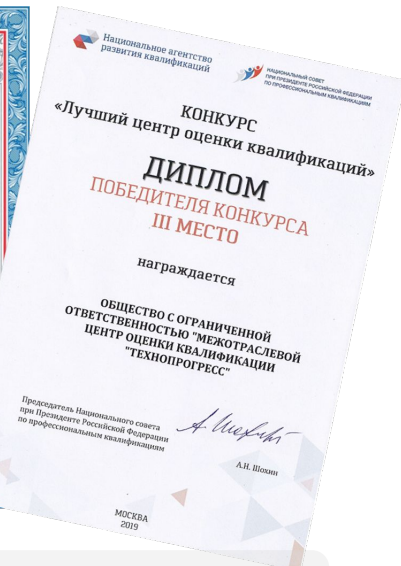 Национальное агентство
развития квалификаций
НАЦИОНАЛЬНЫЙ СОВЕТ
ПРИ ПРЕЗИДЕНТЕ РОССИЙСКОЙ ФЕДЕРАЦИИ
ПО ПРОФЕССИОНАЛЬНЫМ КВАЛИФИКАЦИЯМ
КОНКУРС
«Лучший центр оценки квалификаций»
ДИПЛОМ
ПОБЕДИТЕЛЯ КОНКУРСА
III МЕСТО
награждается
ОБЩЕСТВО С ОГРАНИЧЕННОЙ
ОТВЕТСТВЕННОСТЬЮ "МЕЖОТРАСЛЕВОЙ
ЦЕНТР ОЦЕНКИ КВАЛИФИКАЦИИ
"ТЕХНОПРОГРЕСС"
Председатель Национального совета
при Президенте Российской Федерации
по профессиональным квалификациям
А. Шохин
А.Н. Шохин
МОСКВА
2019